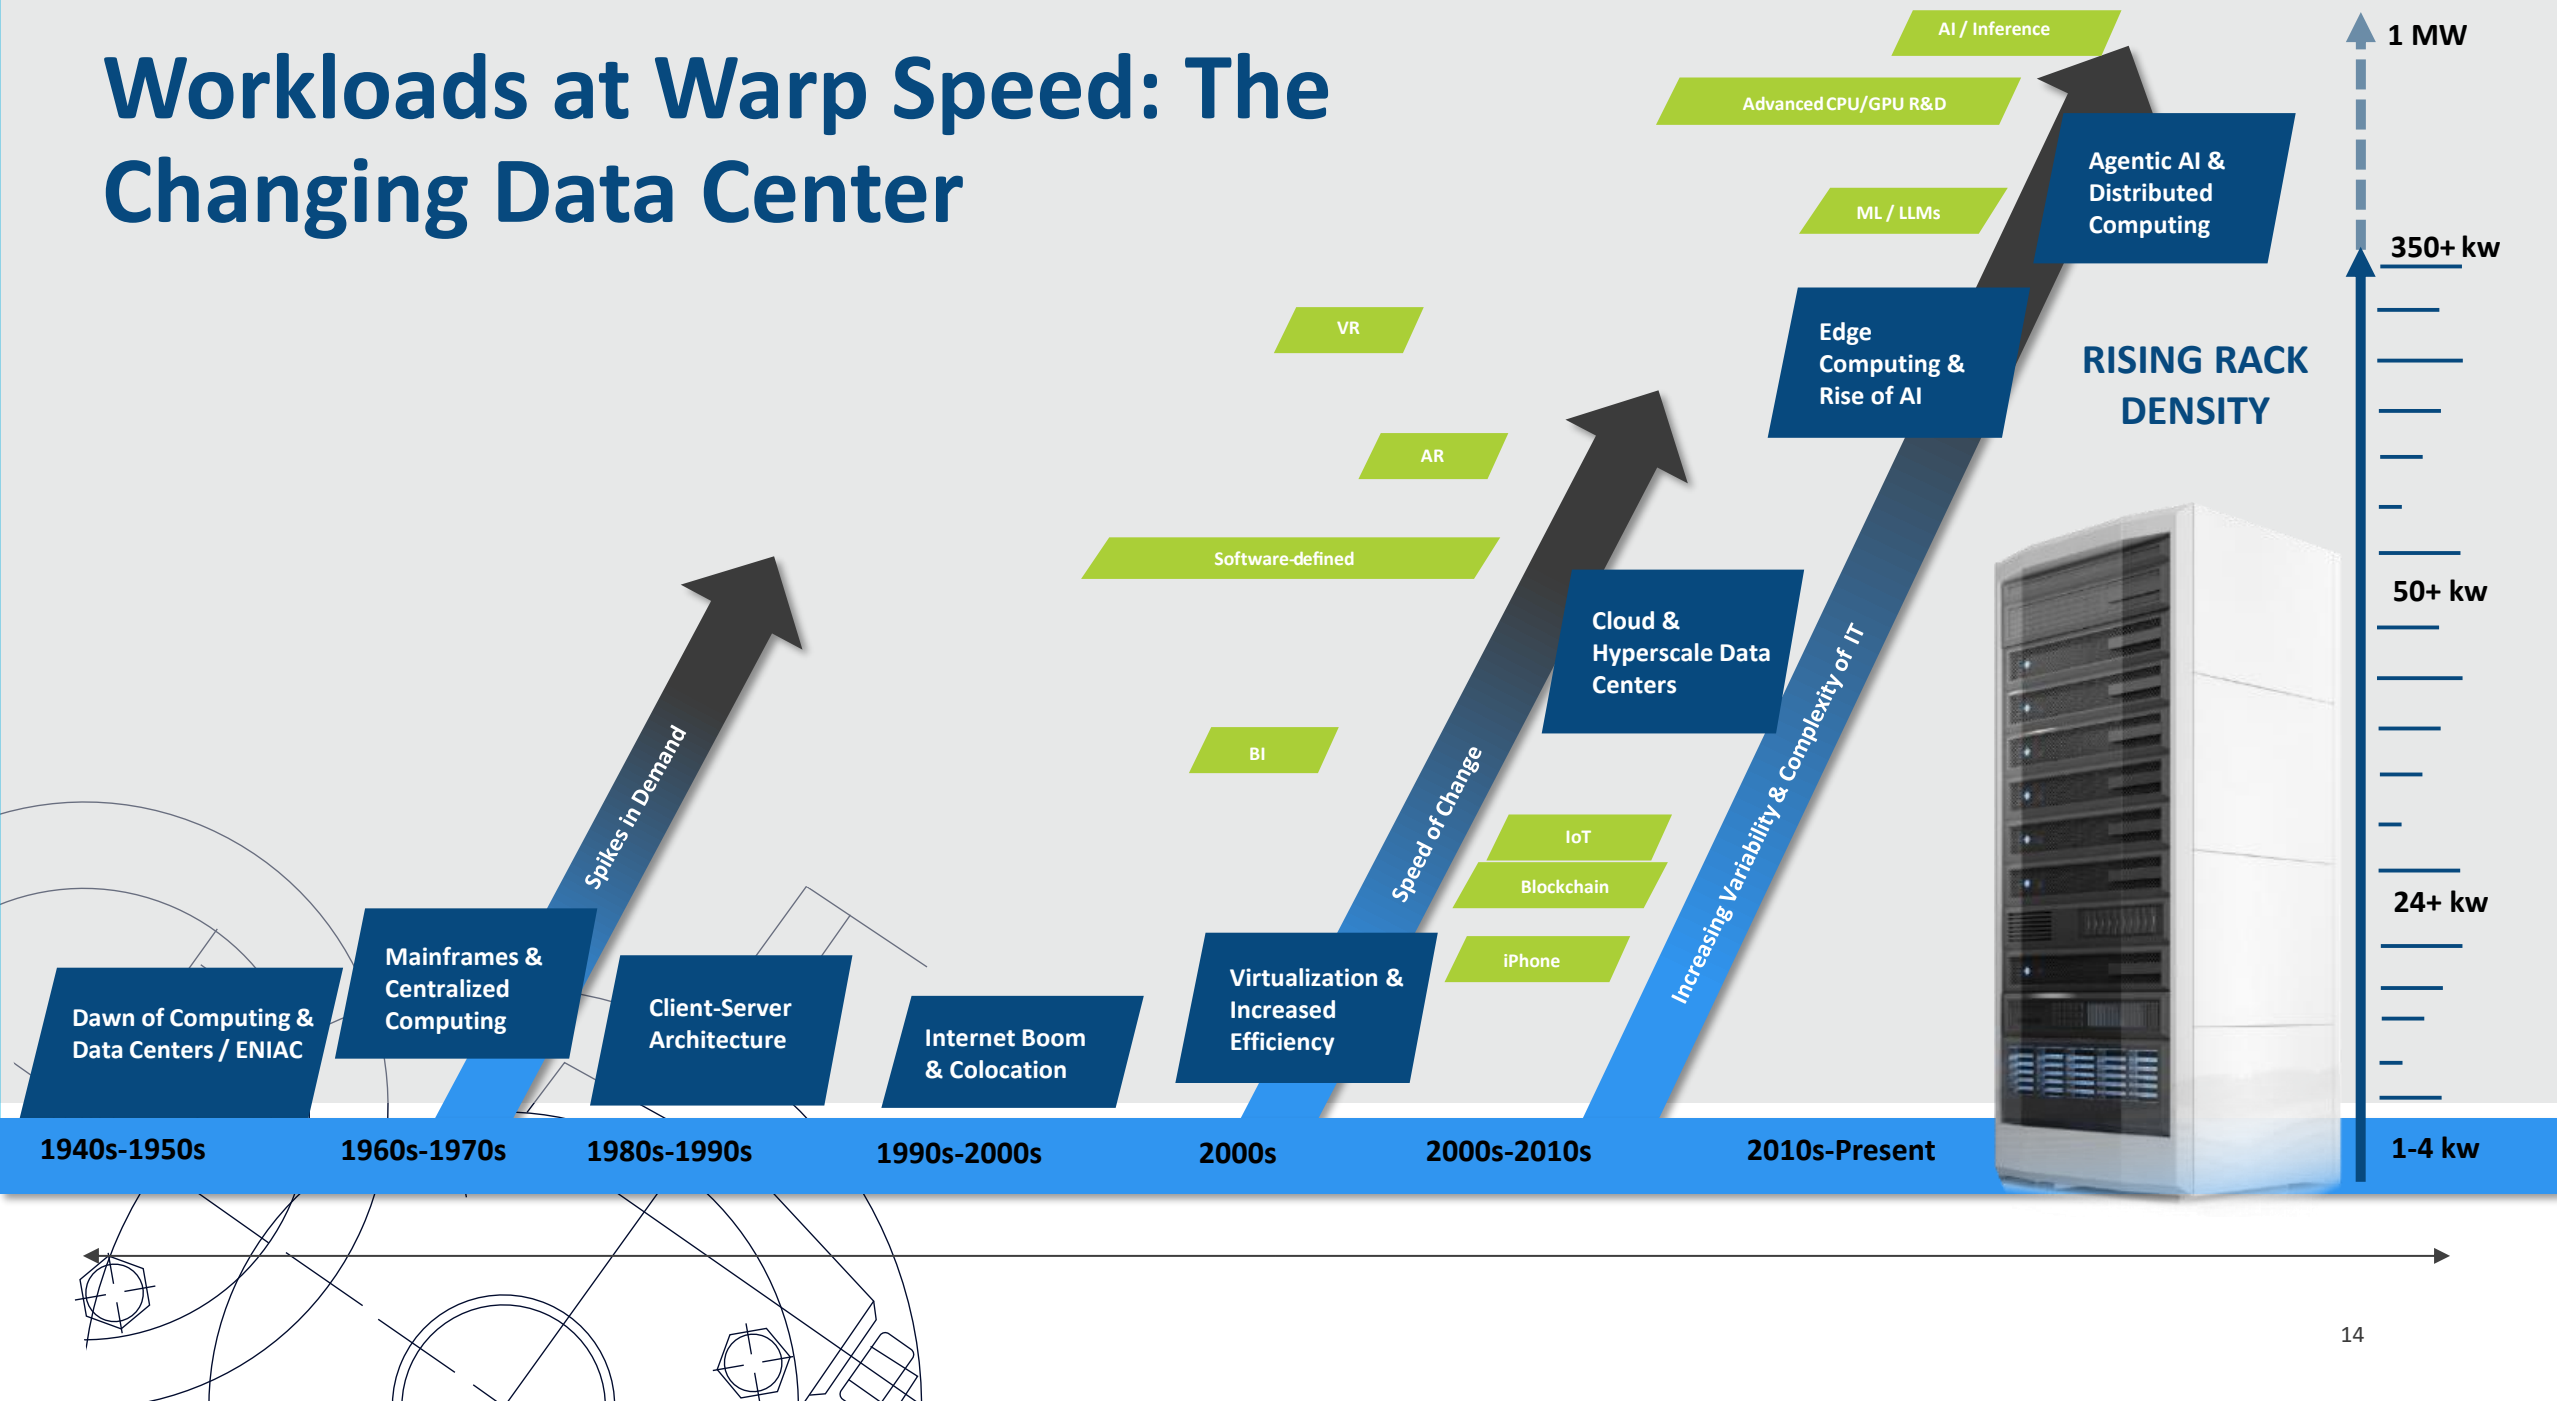 Workloads at Warp Speed: The
Changing Data Center
AI / Inference
Advanced CPU/GPU R&D
ML / LLMs
VR
AR
Software-defined
BI
IoT
Blockchain
iPhone
Spikes in Demand
Speed of Change
Increasing Variability & Complexity of IT
Dawn of Computing &
Data Centers / ENIAC
Mainframes &
Centralized
Computing
Client-Server
Architecture
Internet Boom
& Colocation
Virtualization &
Increased
Efficiency
Cloud &
Hyperscale Data
Centers
Edge
Computing &
Rise of AI
Agentic AI &
Distributed
Computing
RISING RACK
DENSITY
1 MW
350+ kw
50+ kw
24+ kw
1-4 kw
1940s-1950s
1960s-1970s
1980s-1990s
1990s-2000s
2000s
2000s-2010s
2010s-Present
14